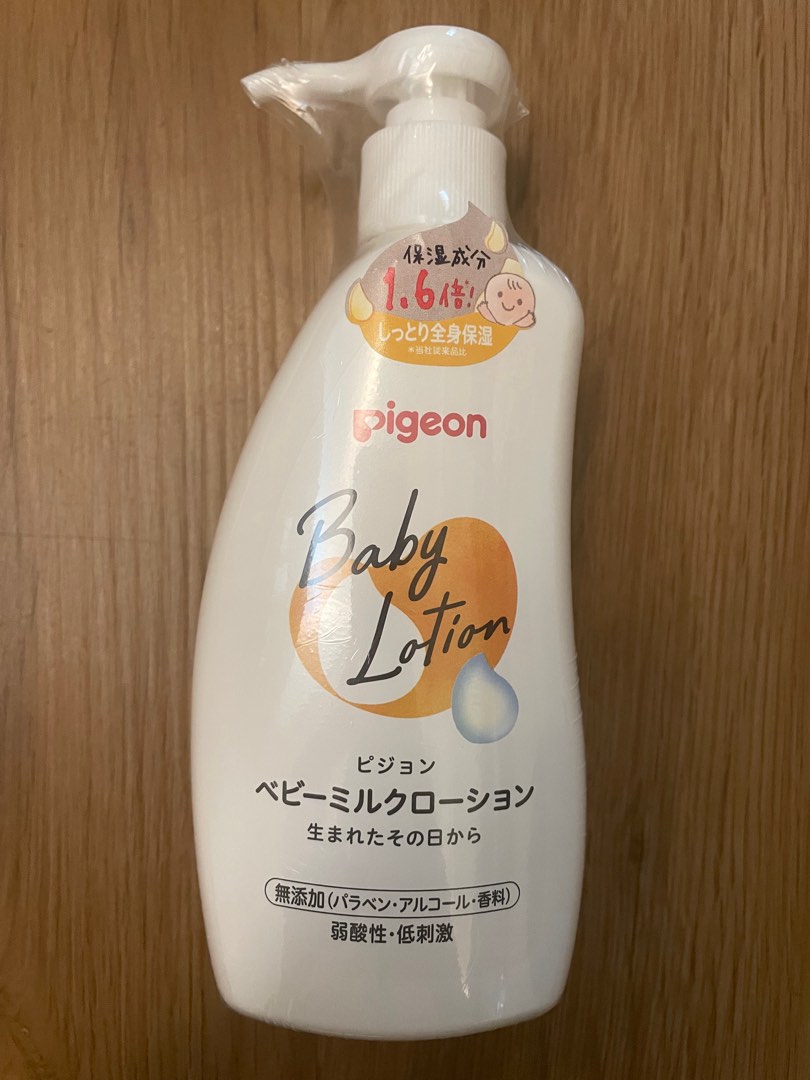 保湿成分
1.6倍!
しっとり全身保湿
*当社従来品比
pigeon
Baby
Lotion
ピジョン
ベビーミルクローション
生まれたその日から
無添加(パラベン・アルコール・香料)
弱酸性・低刺激